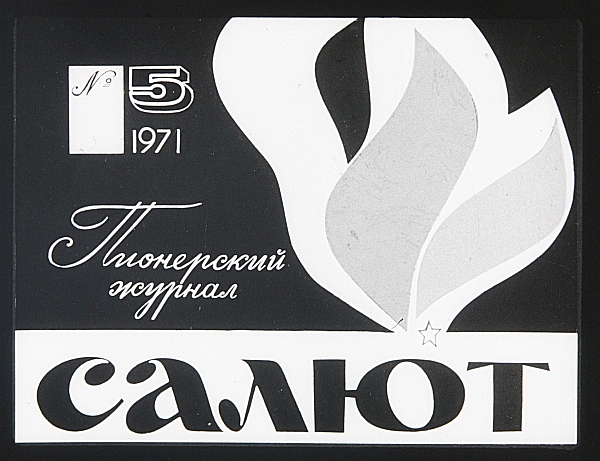 № 5
1971
Пионерский
журнал
салют